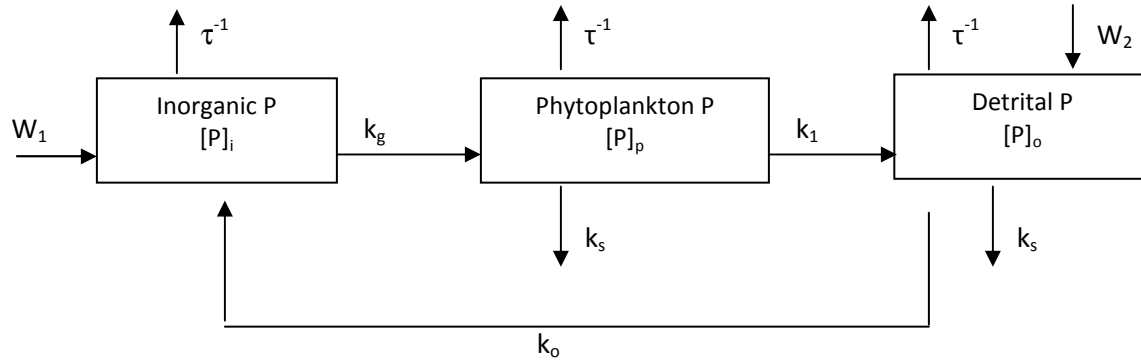 τ⁻¹
τ⁻¹
τ⁻¹
W₂
W₁
Inorganic P
[P]ᵢ
k_g
Phytoplankton P
[P]ₚ
k₁
Detrital P
[P]ₒ
kₛ
kₛ
kₒ